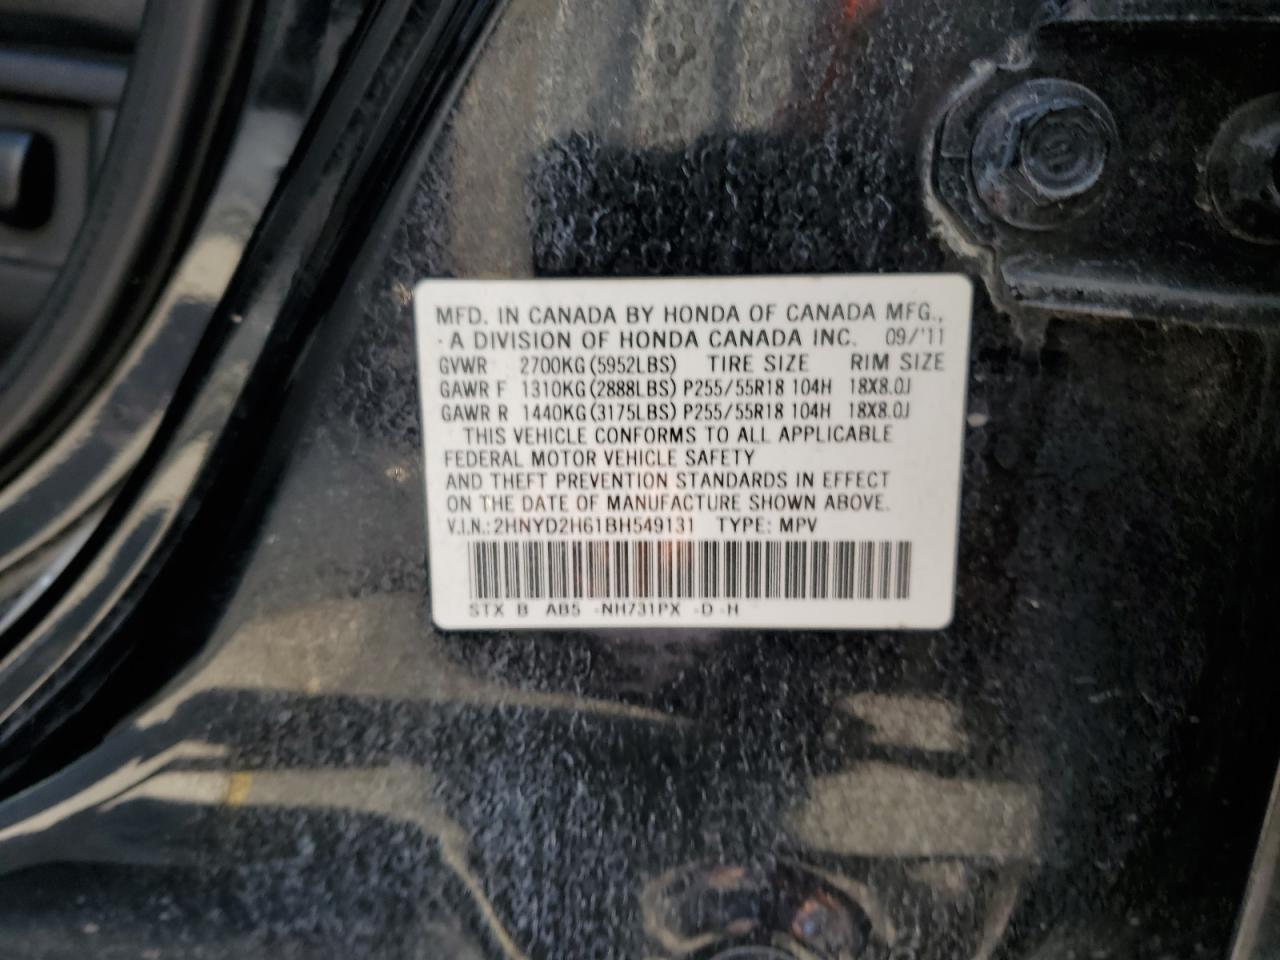 MFD. IN CANADA BY HONDA OF CANADA MFG.,
·A DIVISION OF HONDA CANADA INC. 09/'11
GVWR 2700KG(5952LBS) TIRE SIZE RIM SIZE
GAWR F 1310KG(2888LBS) P255/55R18 104H 18X8.0J
GAWR R 1440KG(3175LBS) P255/55R18 104H 18X8.0J
THIS VEHICLE CONFORMS TO ALL APPLICABLE
FEDERAL MOTOR VEHICLE SAFETY
AND THEFT PREVENTION STANDARDS IN EFFECT
ON THE DATE OF MANUFACTURE SHOWN ABOVE.
V.I.N.:2HNYD2H61BH549131 TYPE: MPV
STX B AB5 -NH731PX -D -H